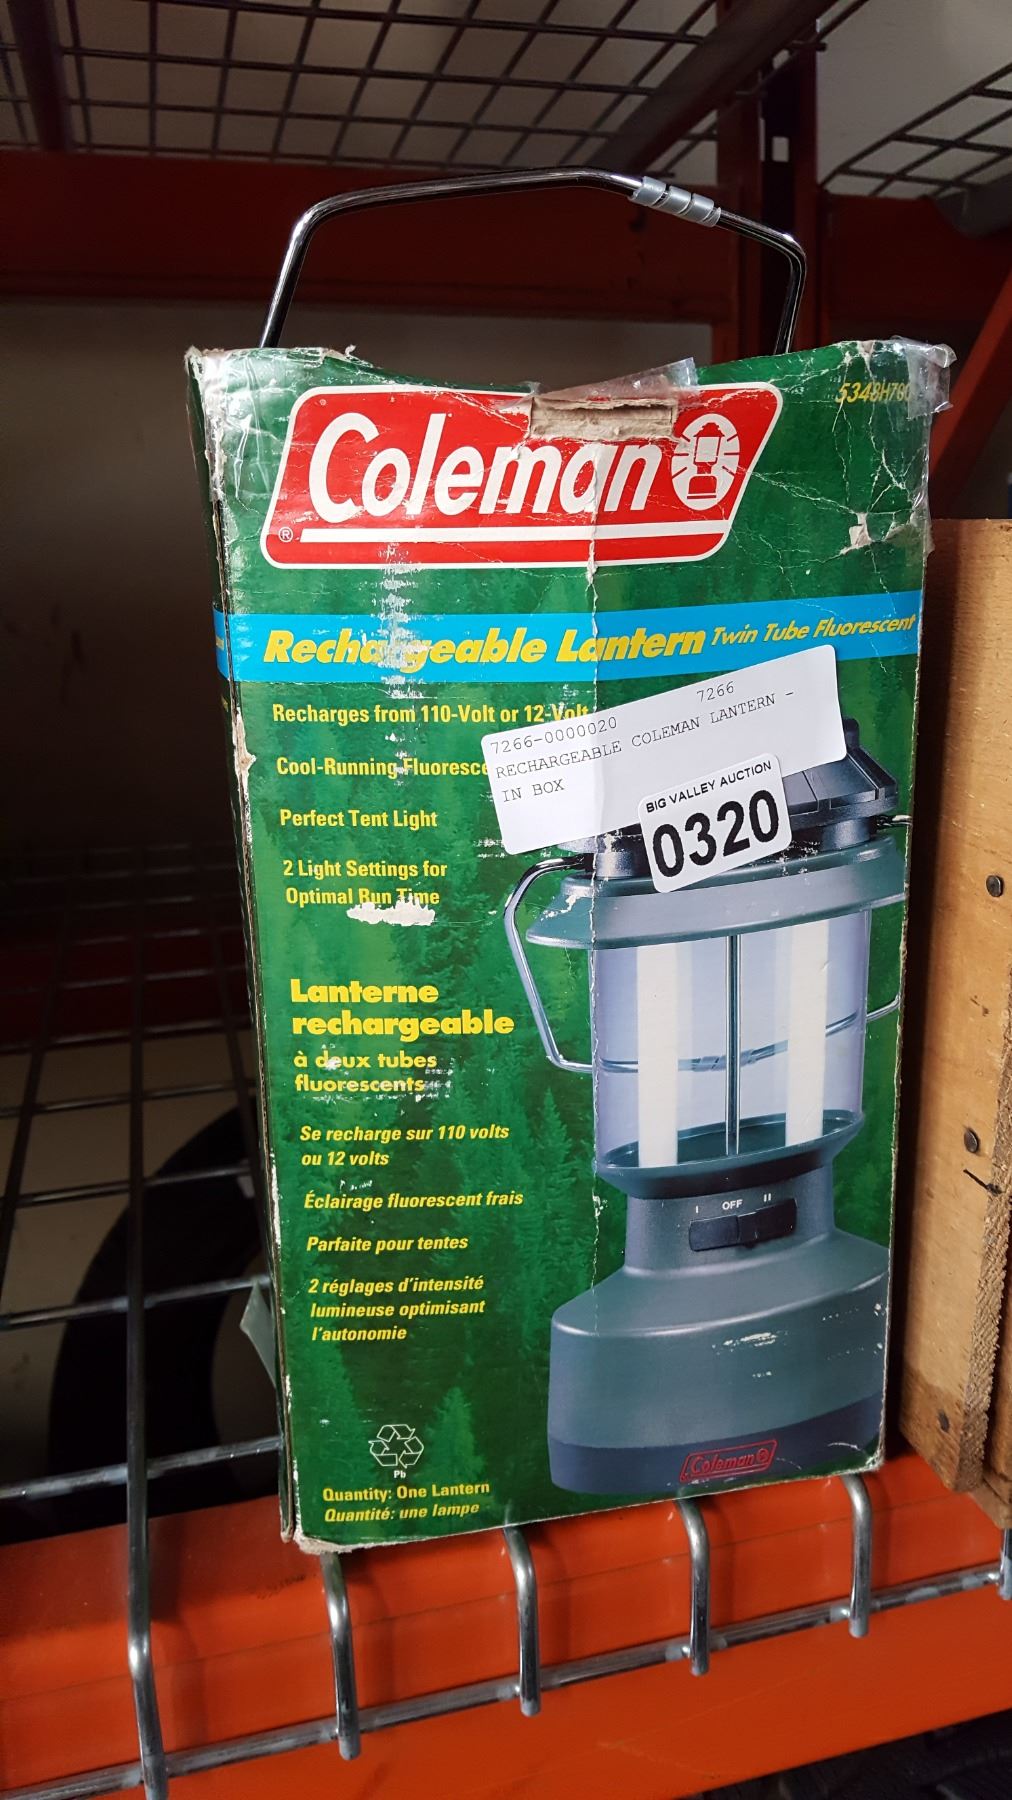 Coleman
®
Rechargeable Lantern Twin Tube Fluorescent
Recharges from 110-Volt or 12-Volt
Cool-Running
Perfect Tent Light
2 Light Settings for
Optimal Run Time
7266
7266-0000020
RECHARGEABLE COLEMAN LANTERN -
IN BOX
BIG VALLEY AUCTION
0320
Lanterne
rechargeable
à deux tubes
fluorescents
Se recharge sur 110 volts
ou 12 volts
Éclairage fluorescent frais
Parfaite pour tentes
2 réglages d'intensité
lumineuse optimisant
l'autonomie
I OFF II
Coleman
Pb
Quantity: One Lantern
Quantité: une lampe